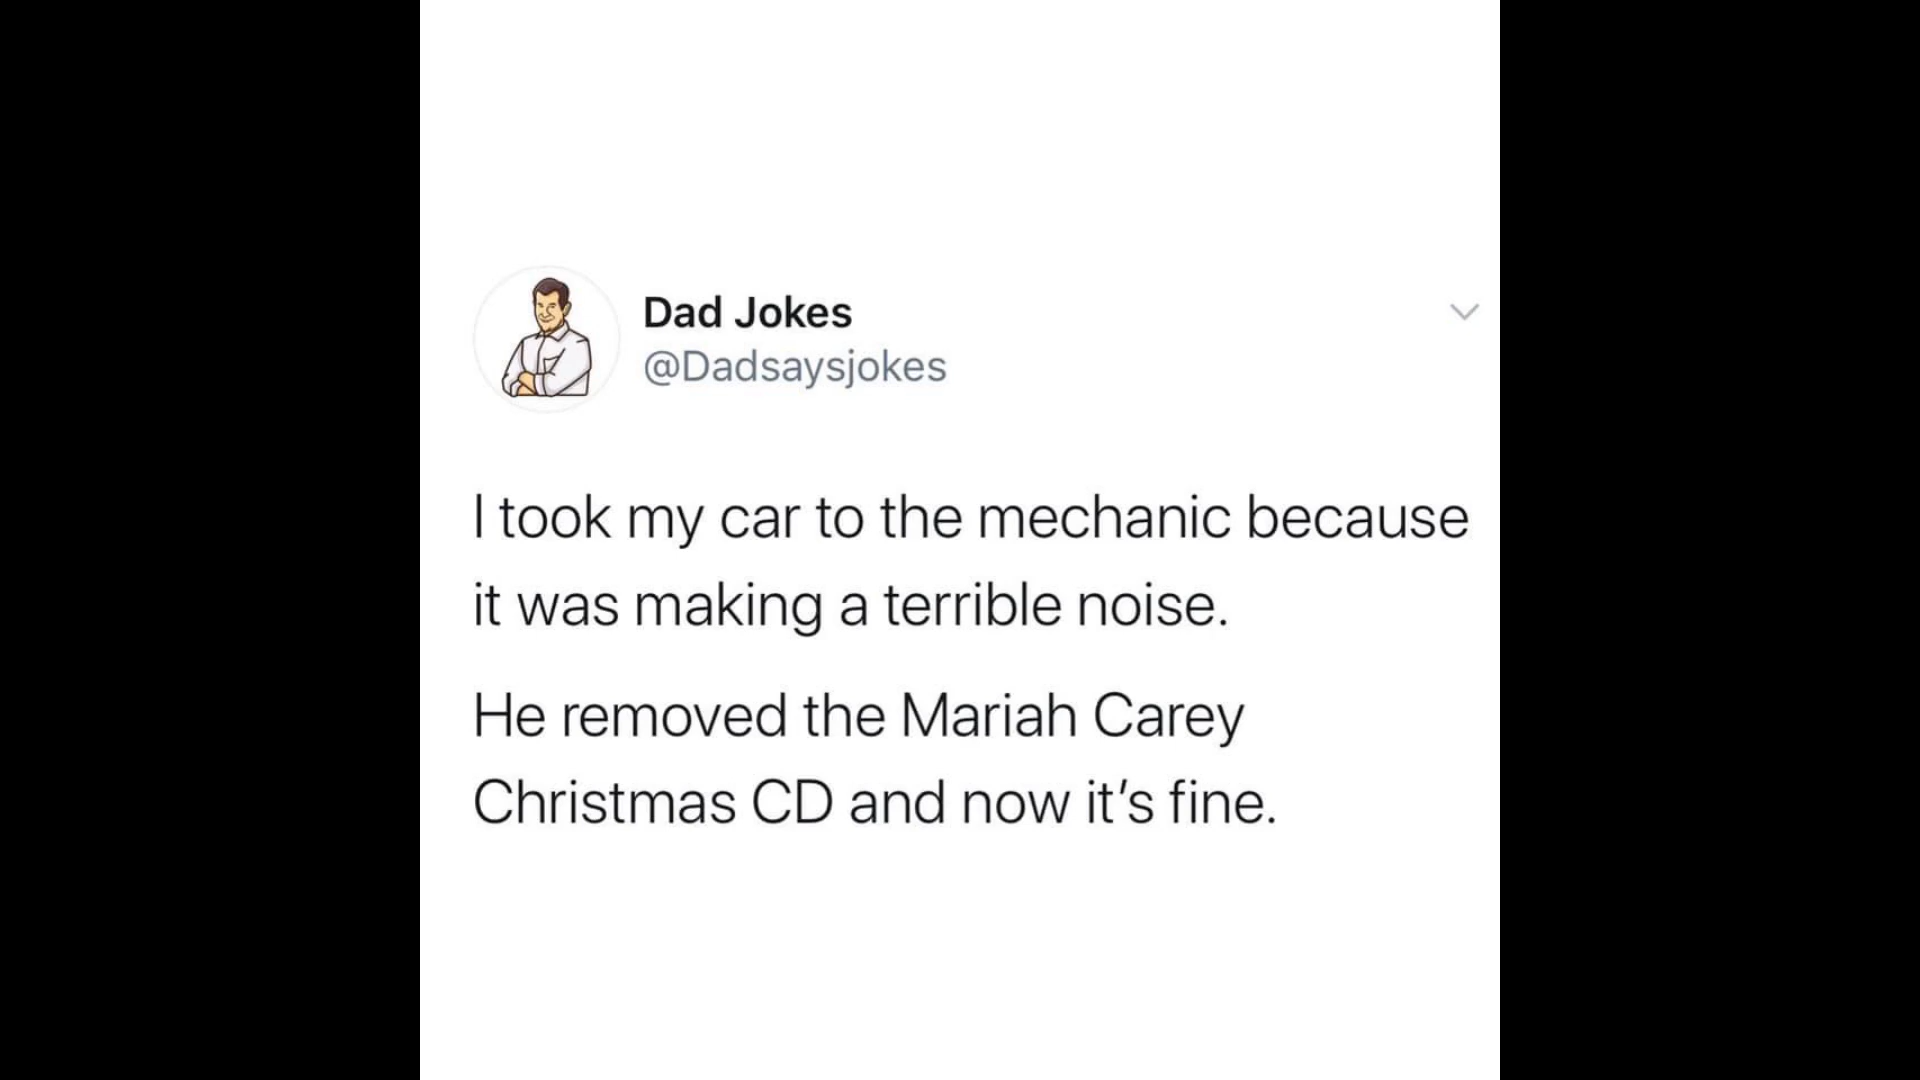 Dad Jokes
@Dadsaysjokes
I took my car to the mechanic because
it was making a terrible noise.
He removed the Mariah Carey
Christmas CD and now it’s fine.